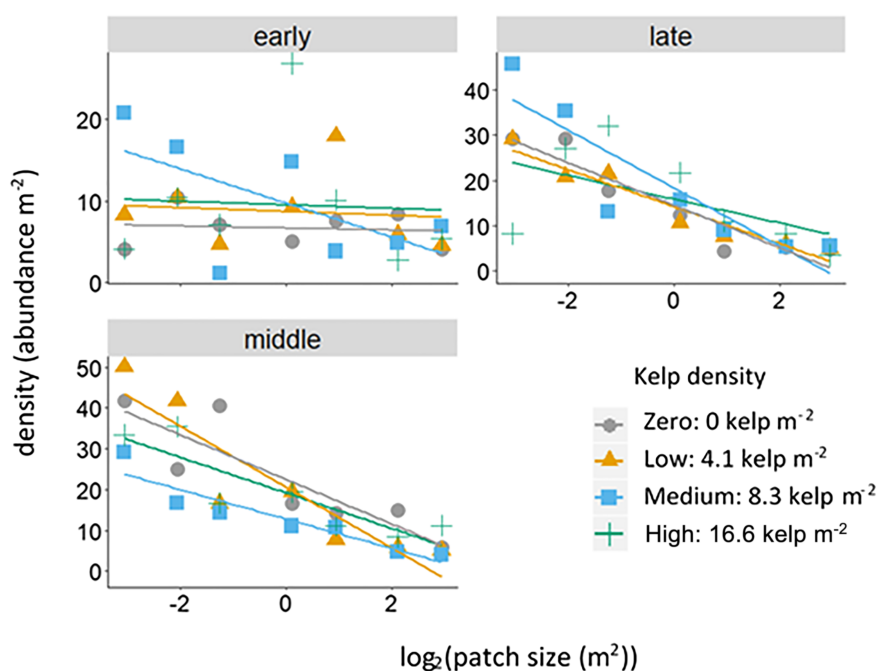 early
late
20
10
0
40
30
20
10
0
-2
0
2
middle
50
40
30
20
10
0
-2
0
2
density (abundance m⁻²)
log₂(patch size (m²))
Kelp density
Zero: 0 kelp m⁻²
Low: 4.1 kelp m⁻²
Medium: 8.3 kelp m⁻²
High: 16.6 kelp m⁻²